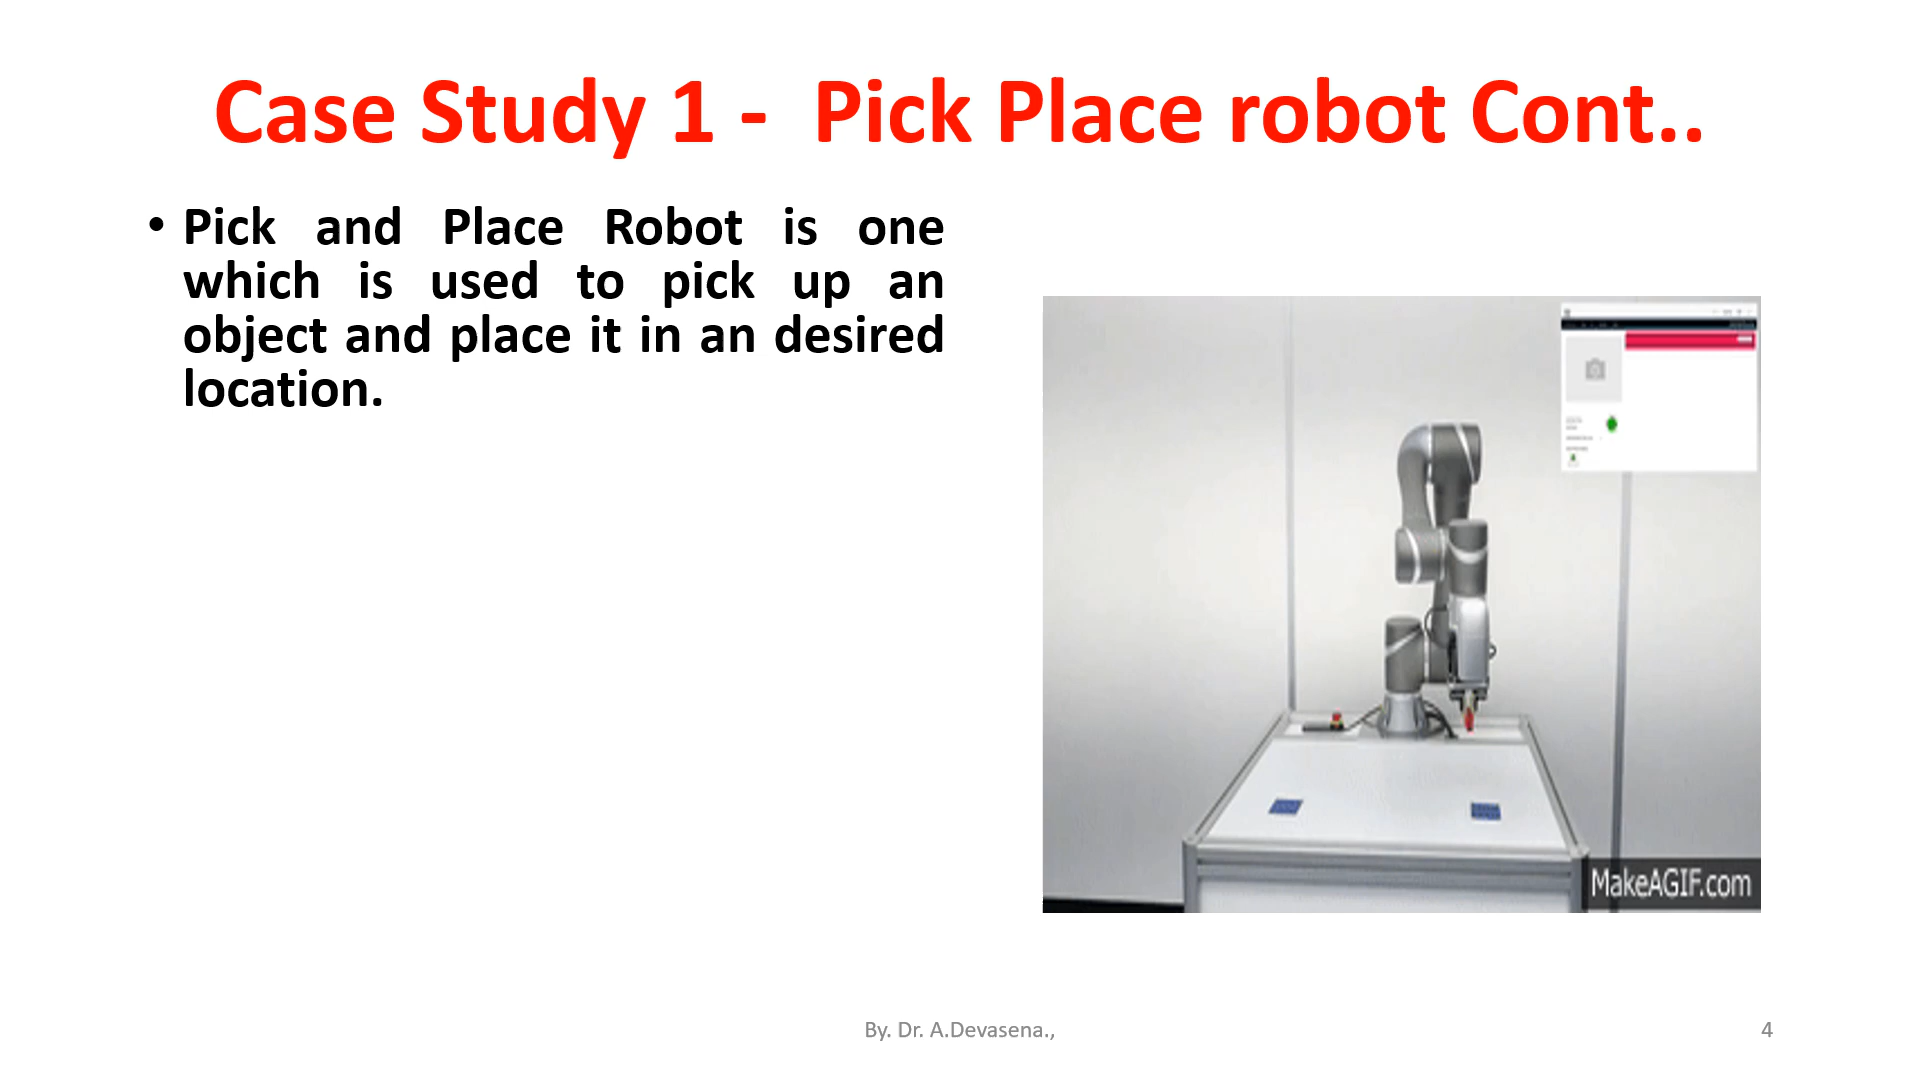 Case Study 1 - Pick Place robot Cont..
• Pick and Place Robot is one
which is used to pick up an
object and place it in an desired
location.
MakeAGIF.com
By. Dr. A.Devasena.,
4